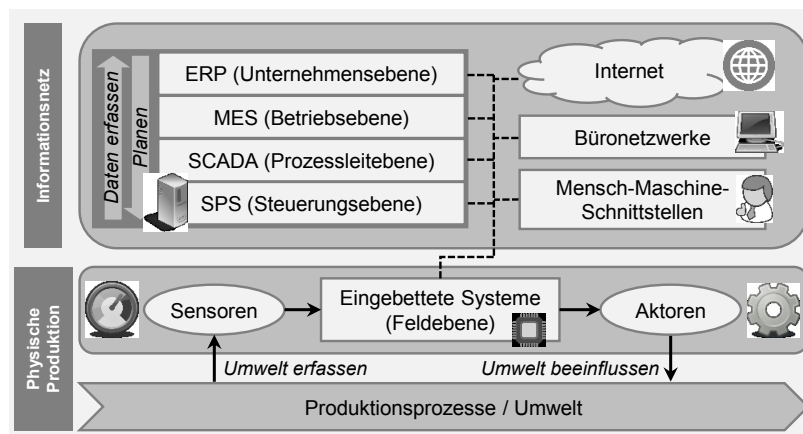 Informationsnetz
Daten erfassen
Planen
ERP (Unternehmensebene)
MES (Betriebsebene)
SCADA (Prozessleitebene)
SPS (Steuerungsebene)
Internet
Büronetzwerke
Mensch-Maschine-
Schnittstellen
Physische
Produktion
Sensoren
Eingebettete Systeme
(Feldebene)
Aktoren
Umwelt erfassen
Umwelt beeinflussen
Produktionsprozesse / Umwelt